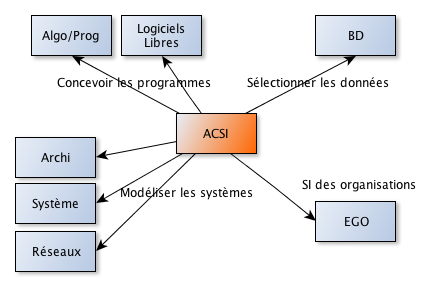 Algo/Prog
Logiciels
Libres
BD
Concevoir les programmes
Sélectionner les données
ACSI
Archi
Système
Modéliser les systèmes
SI des organisations
EGO
Réseaux